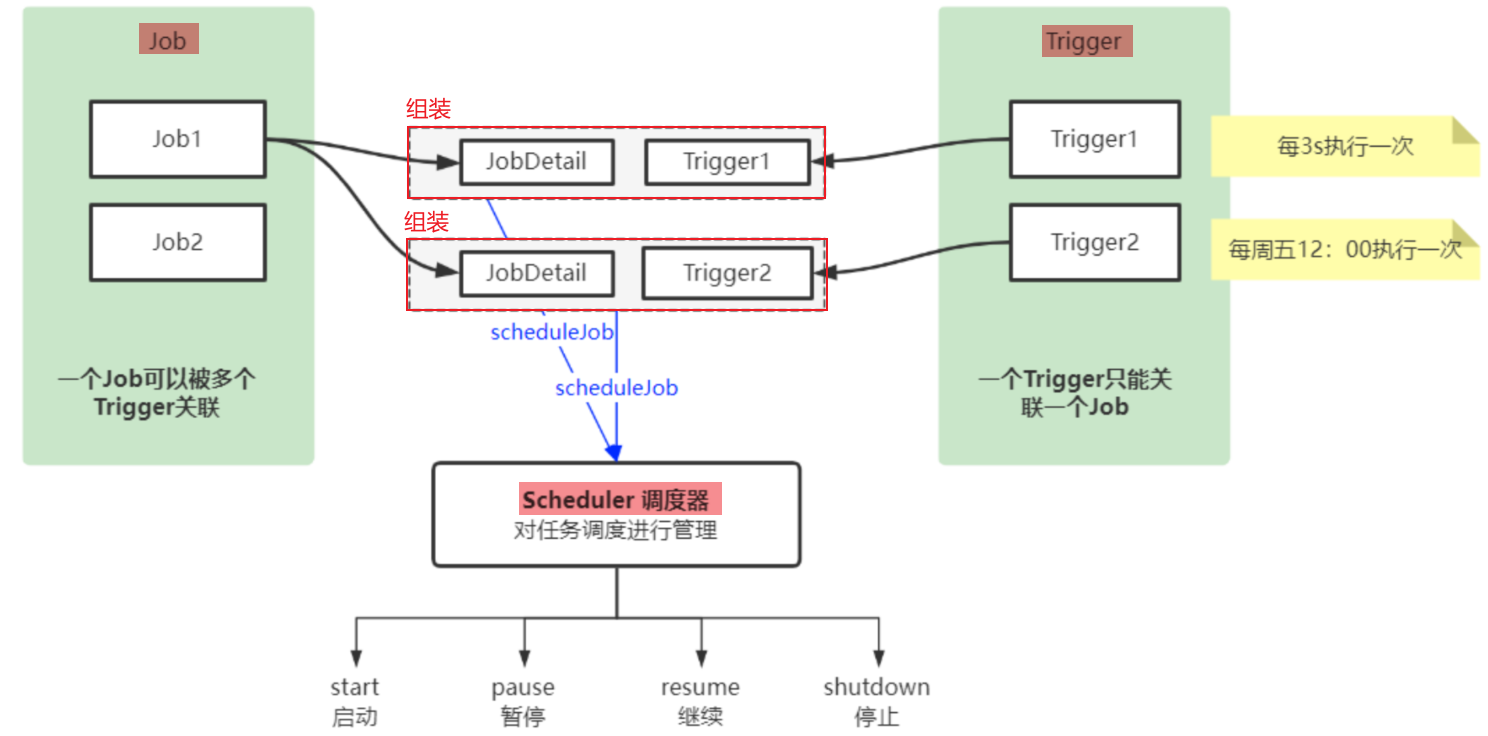 Job
Job1
Job2
一个Job可以被多个
Trigger关联
组装
JobDetail
Trigger1
组装
JobDetail
Trigger2
scheduleJob
scheduleJob
Trigger
Trigger1
每3s执行一次
Trigger2
每周五12：00执行一次
一个Trigger只能关
联一个Job
Scheduler 调度器
对任务调度进行管理
start
启动
pause
暂停
resume
继续
shutdown
停止